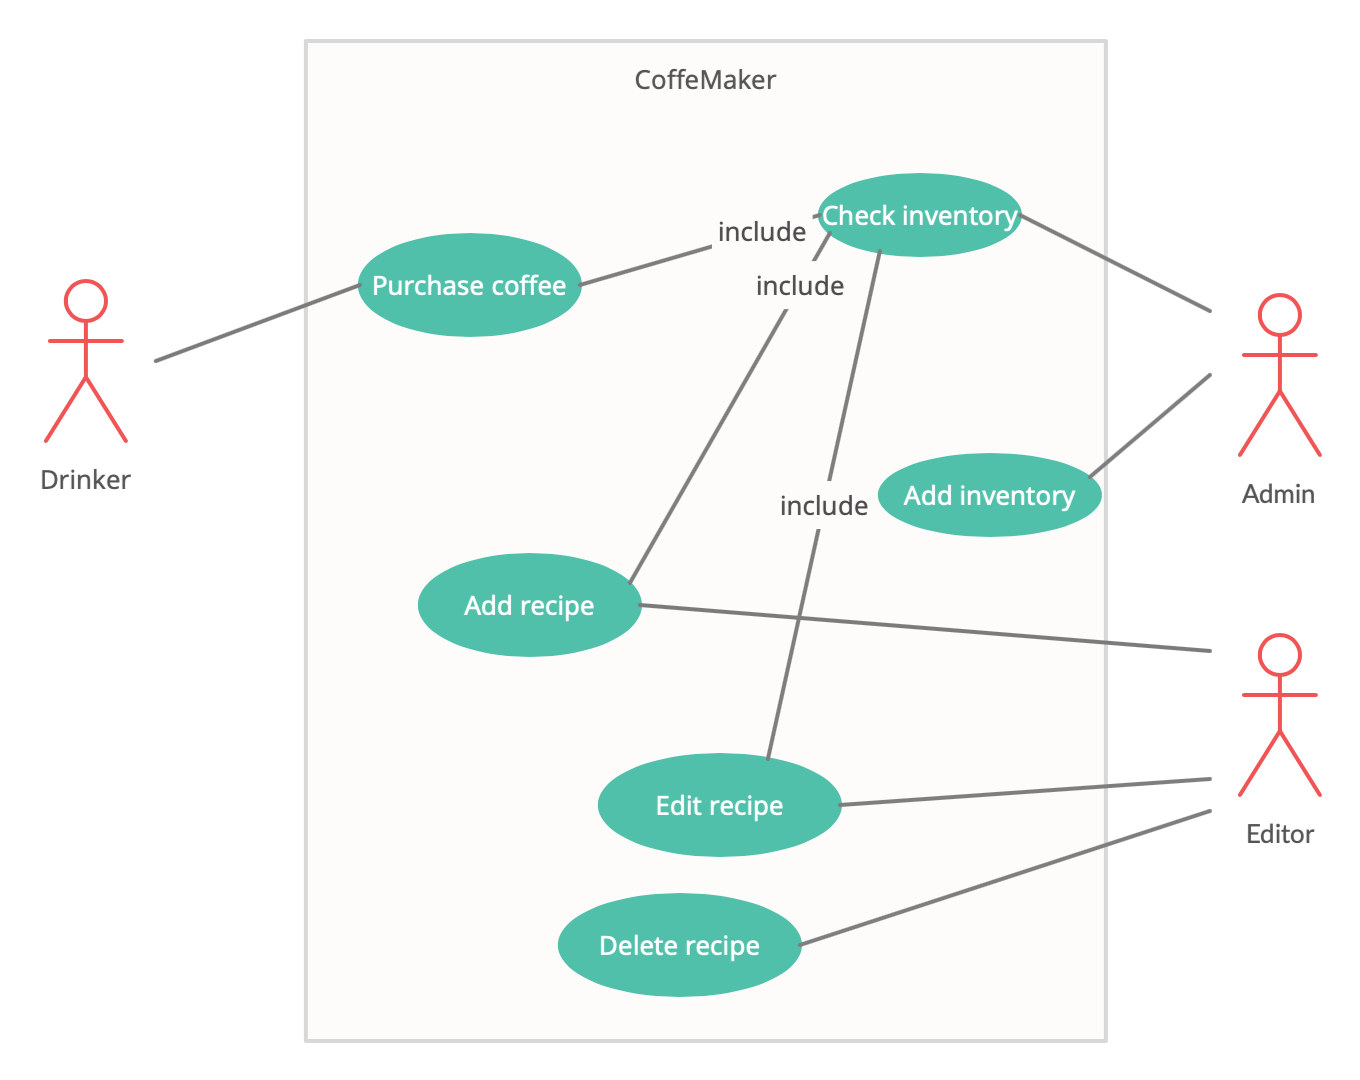 CoffeMaker
Check inventory
include
Purchase coffee
include
Drinker
Admin
Add inventory
include
Add recipe
Edit recipe
Editor
Delete recipe